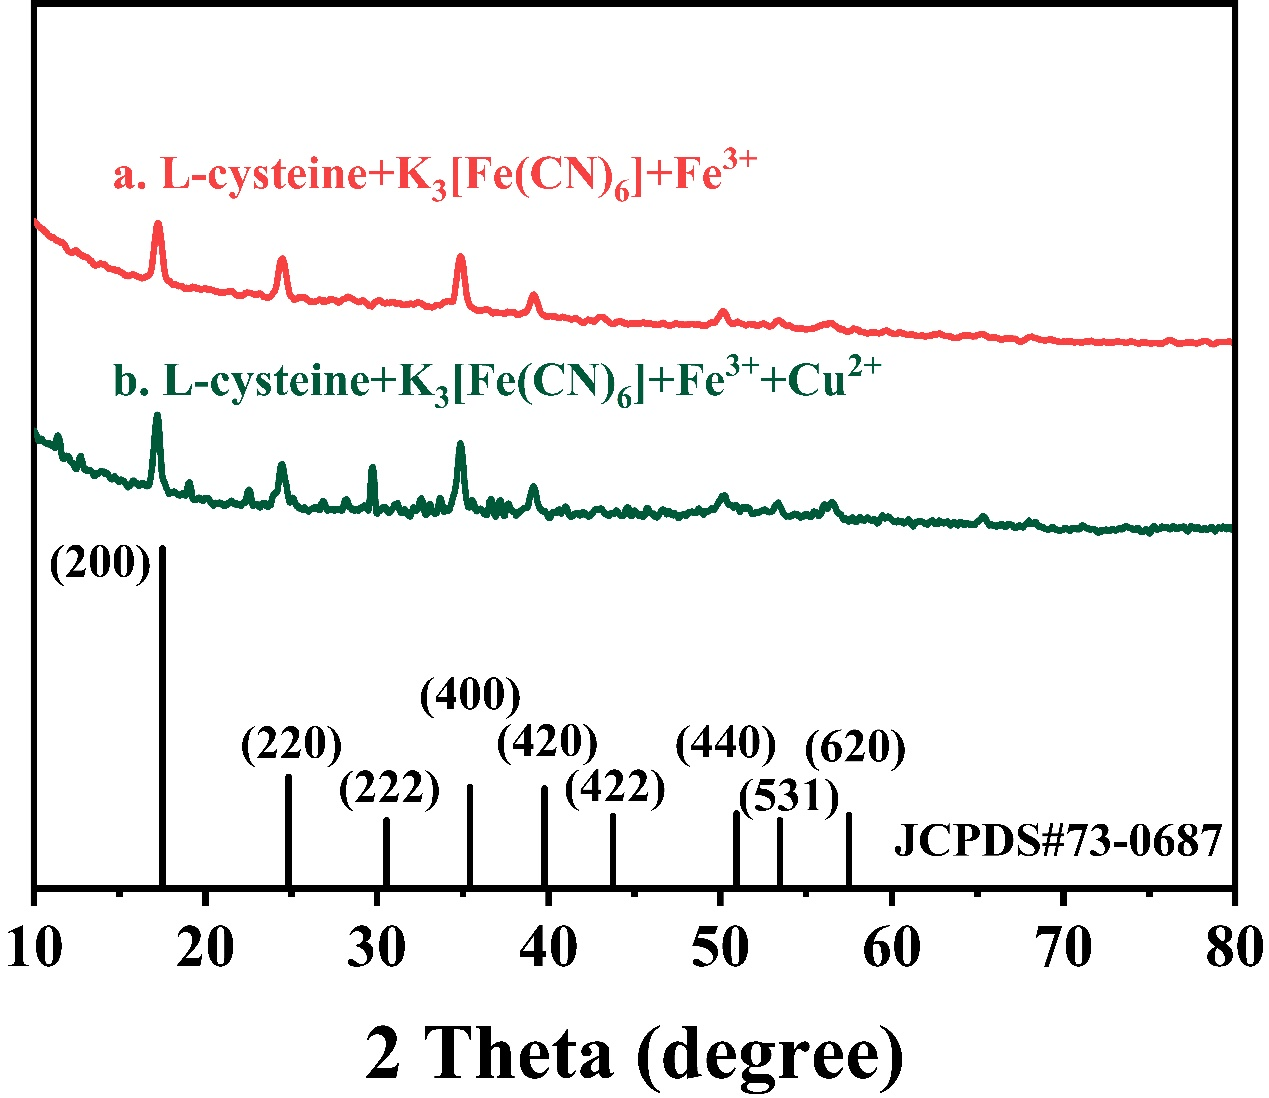 a. L-cysteine+K₃[Fe(CN)₆]+Fe³⁺
b. L-cysteine+K₃[Fe(CN)₆]+Fe³⁺+Cu²⁺
(200)
(400)
(220) (420) (440) (620)
(222) (422) (531)
JCPDS#73-0687
10 20 30 40 50 60 70 80
2 Theta (degree)